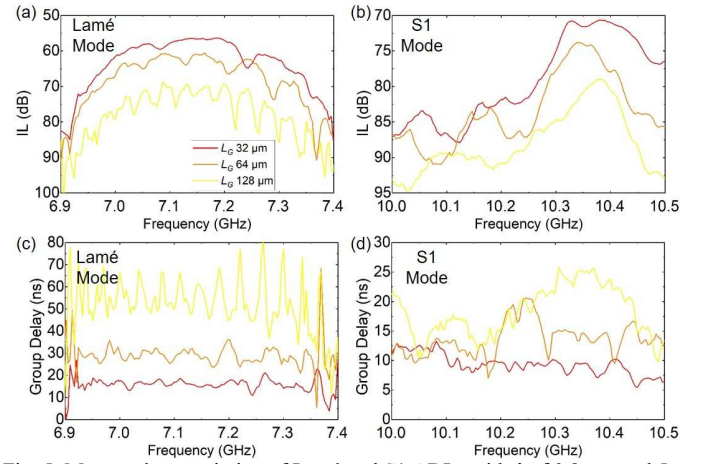 (a)
Lamé
Mode
50
60
70
80
90
100
IL (dB)
L_G 32 µm
L_G 64 µm
L_G 128 µm
6.9 7.0 7.1 7.2 7.3 7.4
Frequency (GHz)
(b)
S1
Mode
70
75
80
85
90
95
IL (dB)
10.0 10.1 10.2 10.3 10.4 10.5
Frequency (GHz)
(c)
Lamé
Mode
80
70
60
50
40
30
20
10
0
Group Delay (ns)
6.9 7.0 7.1 7.2 7.3 7.4
Frequency (GHz)
(d)
S1
Mode
30
25
20
15
10
5
0
Group Delay (ns)
10.0 10.1 10.2 10.3 10.4 10.5
Frequency (GHz)